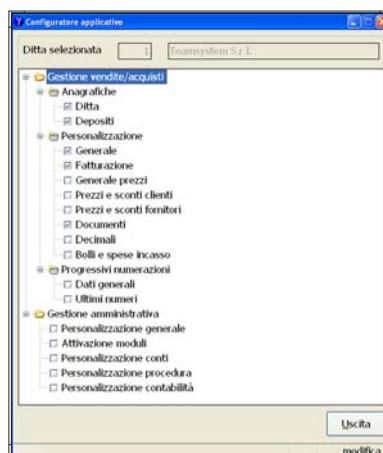 Configuratore applicativo
Ditta selezionata 1 Teamsystem S.r.l.
Gestione vendite/acquisti
Anagrafiche
Ditta
Depositi
Personalizzazione
Generale
Fatturazione
Generale prezzi
Prezzi e sconti clienti
Prezzi e sconti fornitori
Documenti
Decimali
Bolli e spese incasso
Progressivi numerazioni
Dati generali
Ultimi numeri
Gestione amministrativa
Personalizzazione generale
Attivazione moduli
Personalizzazione conti
Personalizzazione procedura
Personalizzazione contabilità
Uscita
modifica